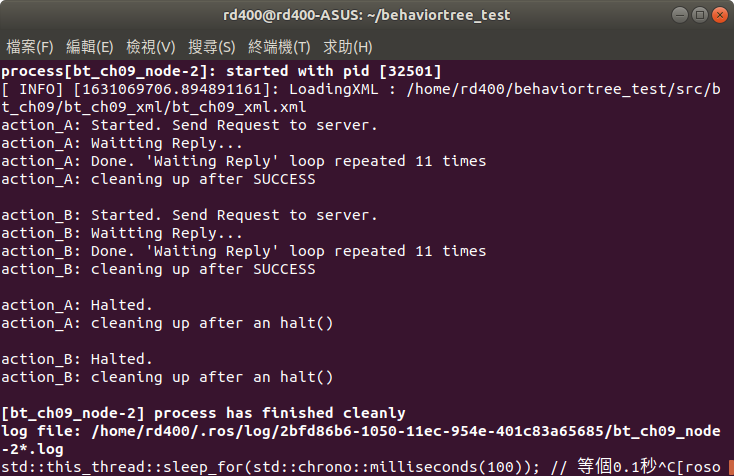 rd400@rd400-ASUS: ~/behaviortree_test
檔案(F) 編輯(E) 檢視(V) 搜尋(S) 終端機(T) 求助(H)
process[bt_ch09_node-2]: started with pid [32501]
[ INFO] [1631069706.894891161]: LoadingXML : /home/rd400/behaviortree_test/src/b
t_ch09/bt_ch09_xml/bt_ch09_xml.xml
action_A: Started. Send Request to server.
action_A: Waitting Reply...
action_A: Done. 'Waiting Reply' loop repeated 11 times
action_A: cleaning up after SUCCESS
action_B: Started. Send Request to server.
action_B: Waitting Reply...
action_B: Done. 'Waiting Reply' loop repeated 11 times
action_B: cleaning up after SUCCESS
action_A: Halted.
action_A: cleaning up after an halt()
action_B: Halted.
action_B: cleaning up after an halt()
[bt_ch09_node-2] process has finished cleanly
log file: /home/rd400/.ros/log/2bfd86b6-1050-11ec-954e-401c83a65685/bt_ch09_node
-2*.log
std::this_thread::sleep_for(std::chrono::milliseconds(100)); // 等個0.1秒^C[roso